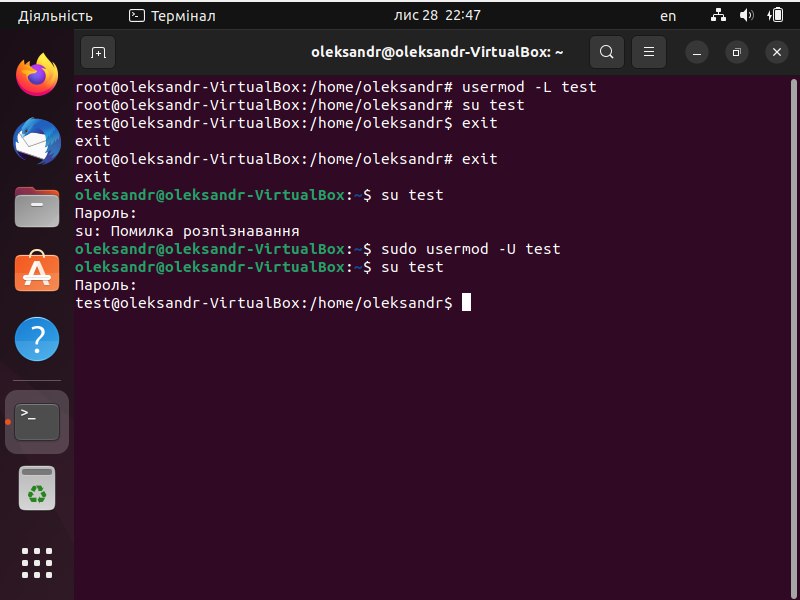 Діяльність Термінал лис 28 22:47 en
oleksandr@oleksandr-VirtualBox: ~
root@oleksandr-VirtualBox:/home/oleksandr# usermod -L test
root@oleksandr-VirtualBox:/home/oleksandr# su test
test@oleksandr-VirtualBox:/home/oleksandr$ exit
exit
root@oleksandr-VirtualBox:/home/oleksandr# exit
exit
oleksandr@oleksandr-VirtualBox:~$ su test
Пароль:
su: Помилка розпізнавання
oleksandr@oleksandr-VirtualBox:~$ sudo usermod -U test
oleksandr@oleksandr-VirtualBox:~$ su test
Пароль:
test@oleksandr-VirtualBox:/home/oleksandr$